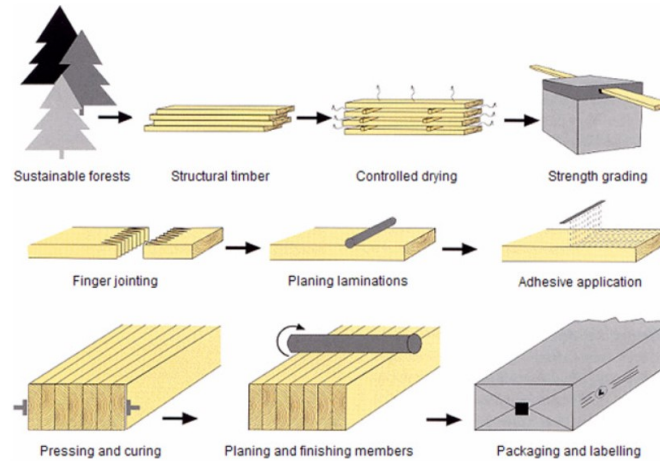 Sustainable forests
Structural timber
Controlled drying
Strength grading
Finger jointing
Planing laminations
Adhesive application
Pressing and curing
Planing and finishing members
Packaging and labelling